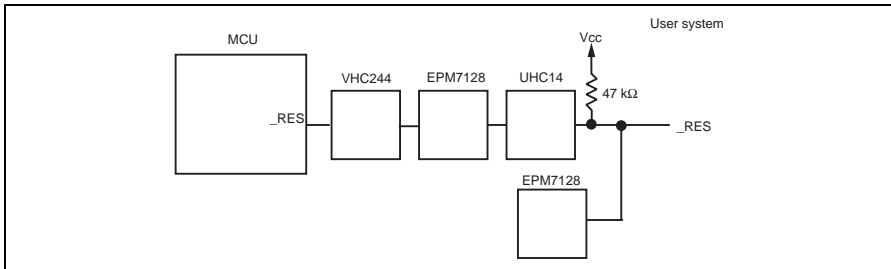 User system
MCU
Vcc
VHC244
EPM7128
UHC14
47 kΩ
_RES
_RES
EPM7128